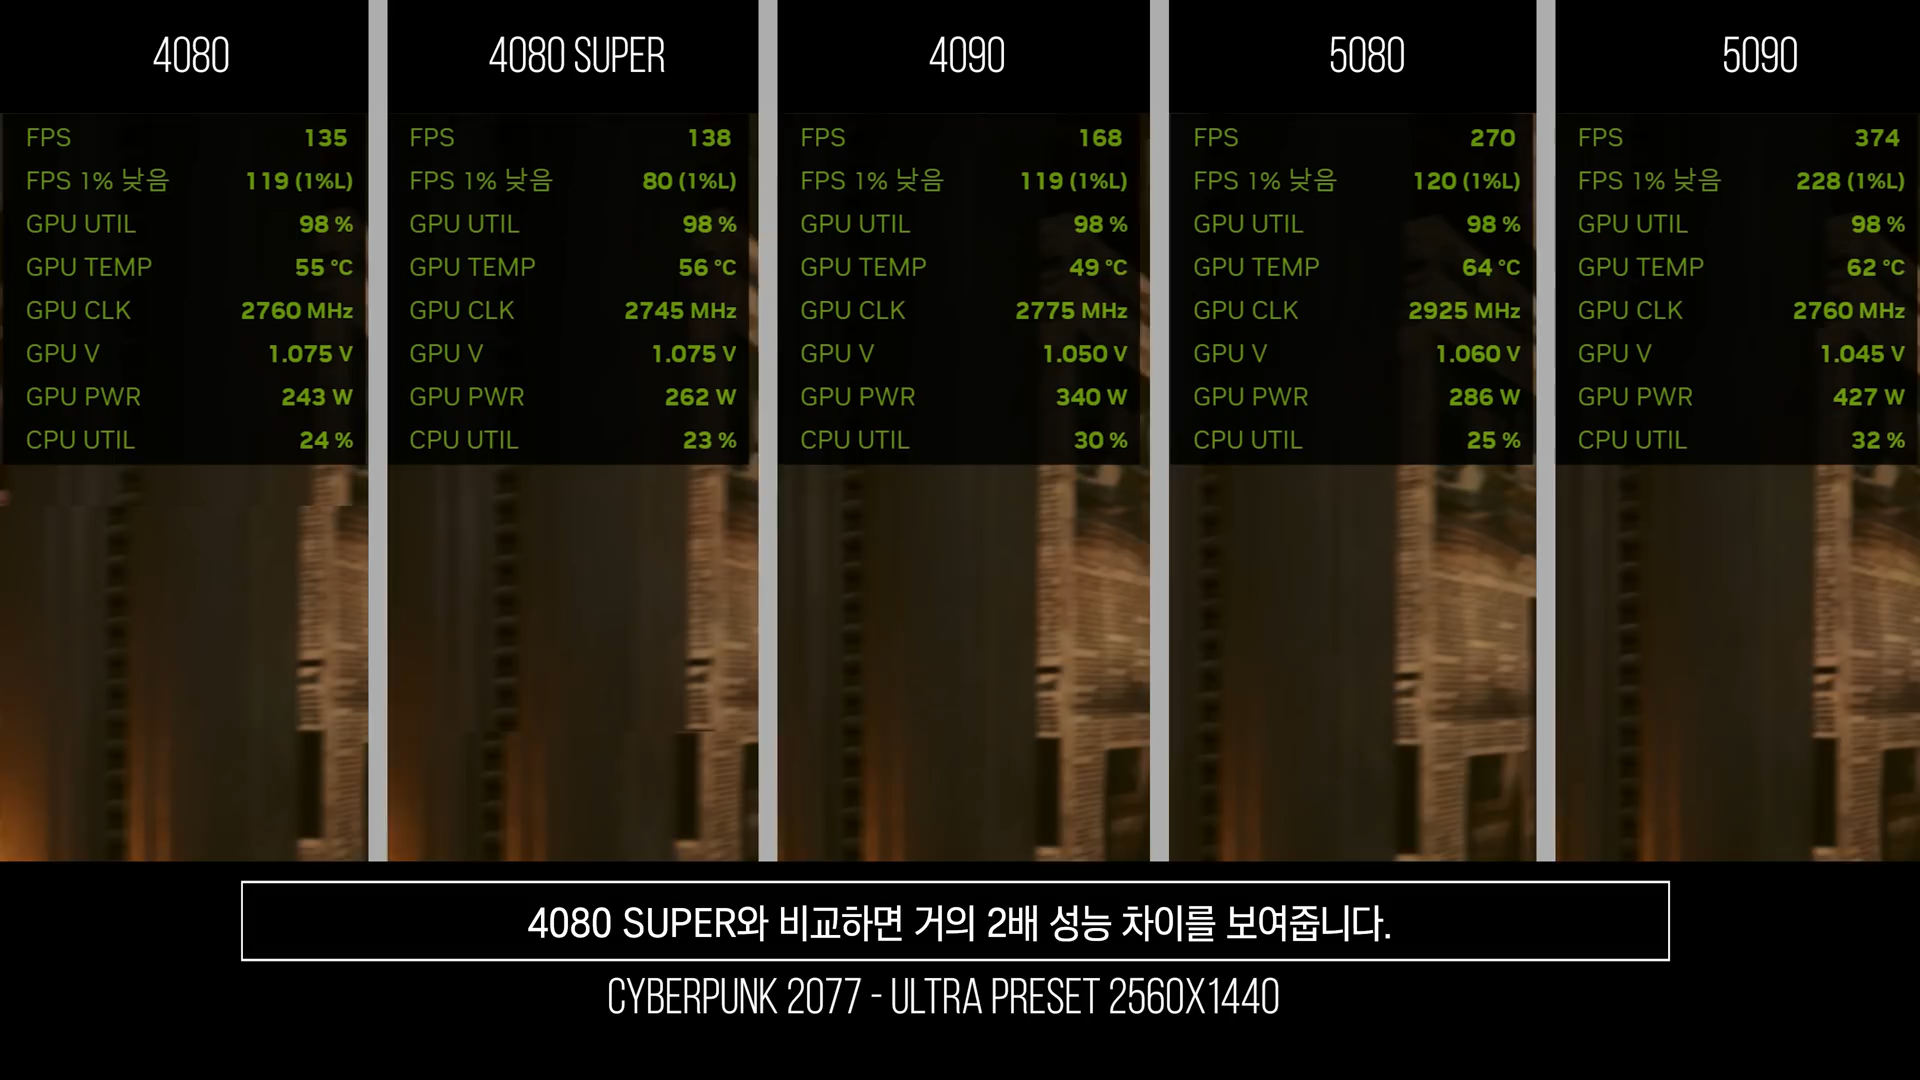 4080
FPS 135
FPS 1% 낮음 119 (1%L)
GPU UTIL 98 %
GPU TEMP 55 °C
GPU CLK 2760 MHz
GPU V 1.075 V
GPU PWR 243 W
CPU UTIL 24 %
4080 SUPER
FPS 138
FPS 1% 낮음 80 (1%L)
GPU UTIL 98 %
GPU TEMP 56 °C
GPU CLK 2745 MHz
GPU V 1.075 V
GPU PWR 262 W
CPU UTIL 23 %
4090
FPS 168
FPS 1% 낮음 119 (1%L)
GPU UTIL 98 %
GPU TEMP 49 °C
GPU CLK 2775 MHz
GPU V 1.050 V
GPU PWR 340 W
CPU UTIL 30 %
5080
FPS 270
FPS 1% 낮음 120 (1%L)
GPU UTIL 98 %
GPU TEMP 64 °C
GPU CLK 2925 MHz
GPU V 1.060 V
GPU PWR 286 W
CPU UTIL 25 %
5090
FPS 374
FPS 1% 낮음 228 (1%L)
GPU UTIL 98 %
GPU TEMP 62 °C
GPU CLK 2760 MHz
GPU V 1.045 V
GPU PWR 427 W
CPU UTIL 32 %
4080 SUPER와 비교하면 거의 2배 성능 차이를 보여줍니다.
CYBERPUNK 2077 - ULTRA PRESET 2560X1440